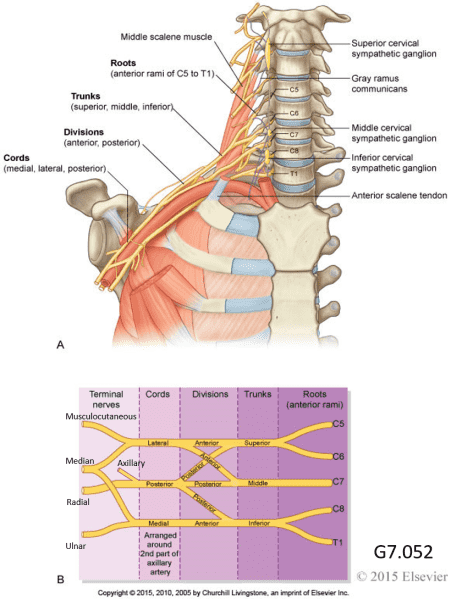 Middle scalene muscle
Roots
(anterior rami of C5 to T1)
Trunks
(superior, middle, inferior)
Divisions
(anterior, posterior)
Cords
(medial, lateral, posterior)
Superior cervical
sympathetic ganglion
Gray ramus
communicans
Middle cervical
sympathetic ganglion
Inferior cervical
sympathetic ganglion
Anterior scalene tendon
C5
C6
C7
C8
T1
A
Terminal
nerves
Cords
Divisions
Trunks
Roots
(anterior rami)
Musculocutaneous
Median
Axillary
Radial
Ulnar
Lateral
Anterior
Superior
Anterior
Posterior
Posterior
Posterior
Middle
Posterior
Medial
Anterior
Inferior
C5
C6
C7
C8
T1
Arranged
around
2nd part of
axillary
artery
B
G7.052
© 2015 Elsevier
Copyright © 2015, 2010, 2005 by Churchill Livingstone, an imprint of Elsevier Inc.